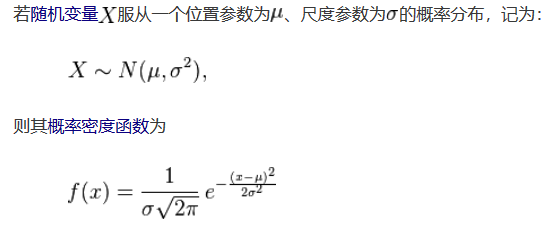 若随机变量X服从一个位置参数为μ、尺度参数为σ的概率分布，记为：
X ∼ N(μ, σ²),
则其概率密度函数为
f(x) = 1/(σ√(2π)) e^(−(x−μ)²/(2σ²))